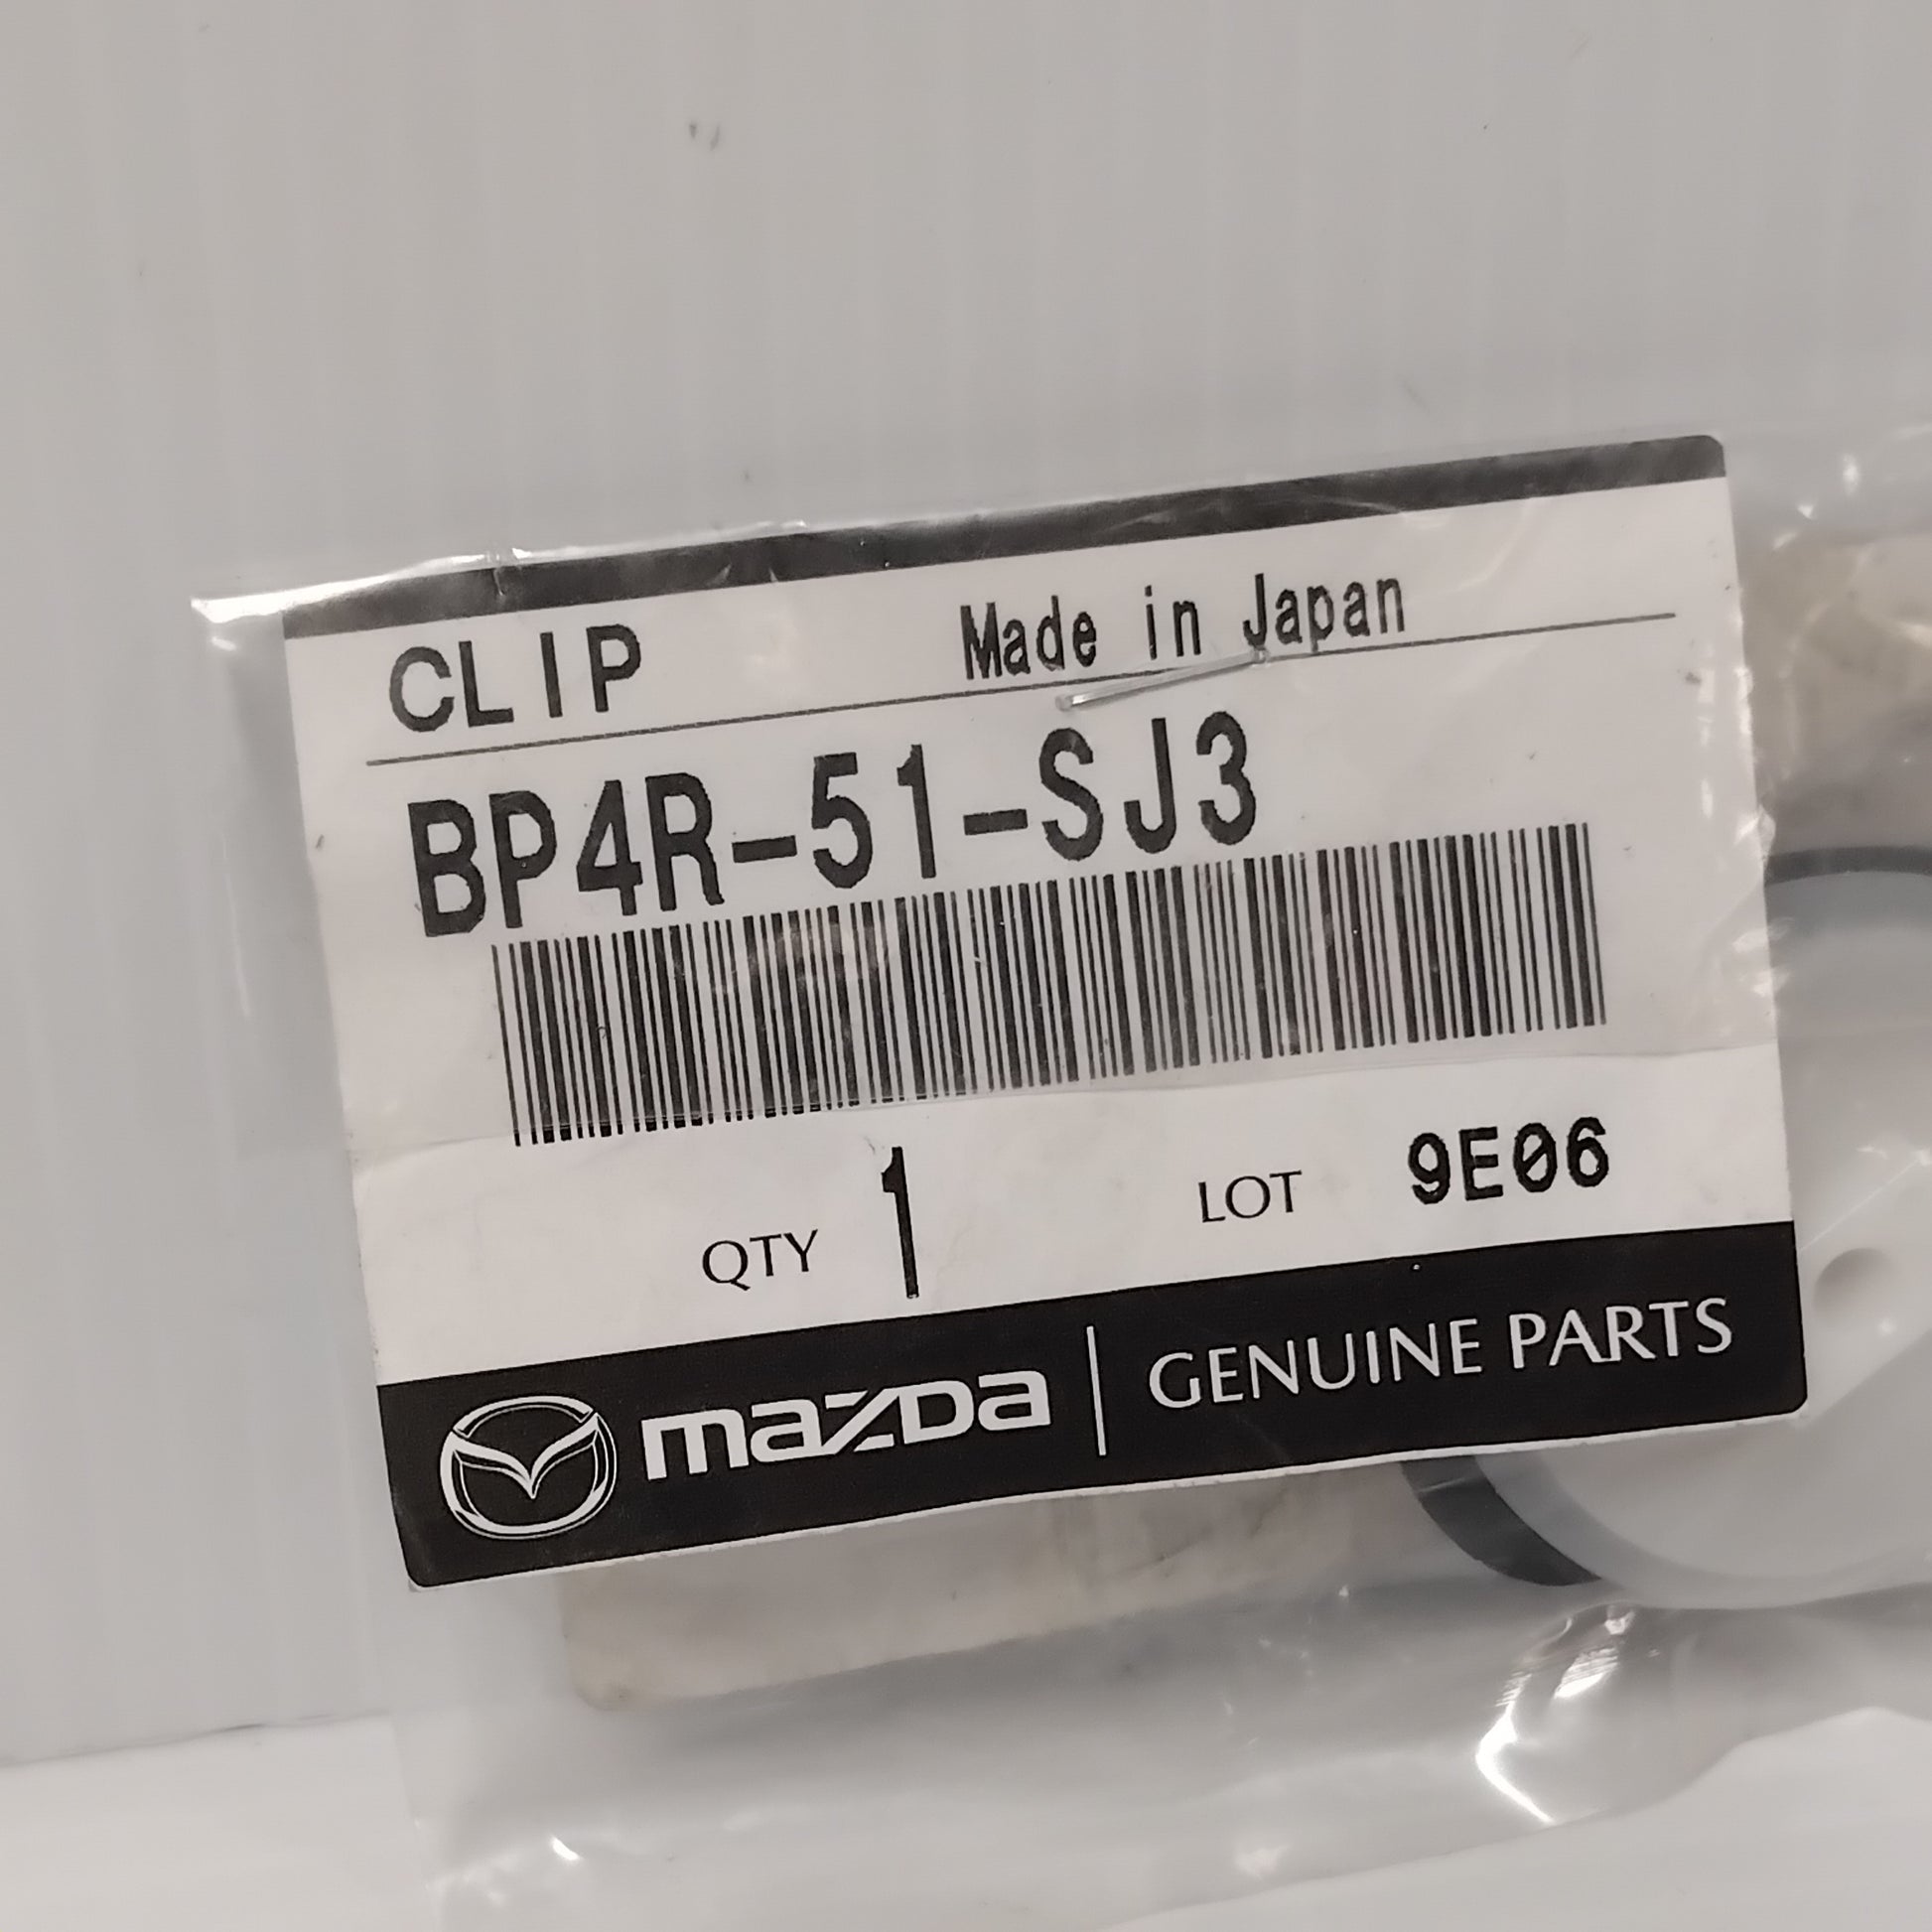 CLIP Made in Japan
BP4R-51-SJ3
QTY 1 LOT 9E06
mazda GENUINE PARTS